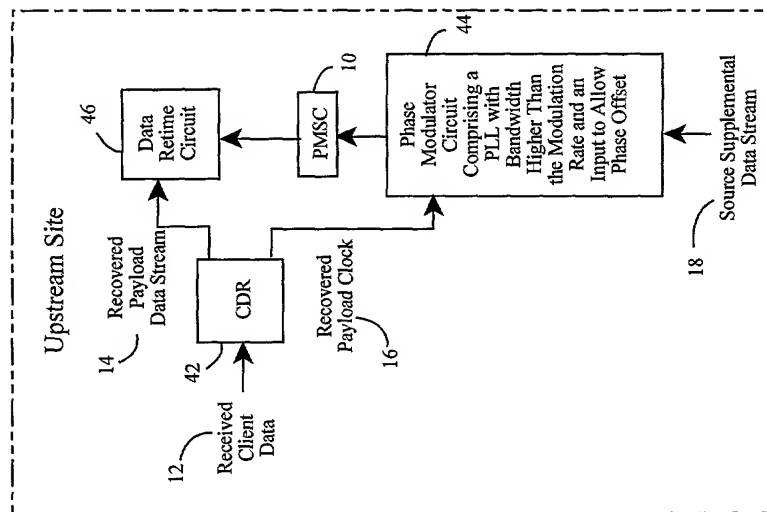 Upstream Site
12
Received
Client
Data
42
CDR
14
Recovered
Payload
Data Stream
Recovered
Payload Clock
16
46
Data
Retime
Circuit
10
PMSC
44
Phase
Modulator
Circuit
Comprising a
PLL with
Bandwidth
Higher Than
the Modulation
Rate and an
Input to Allow
Phase Offset
18
Source Supplemental
Data Stream